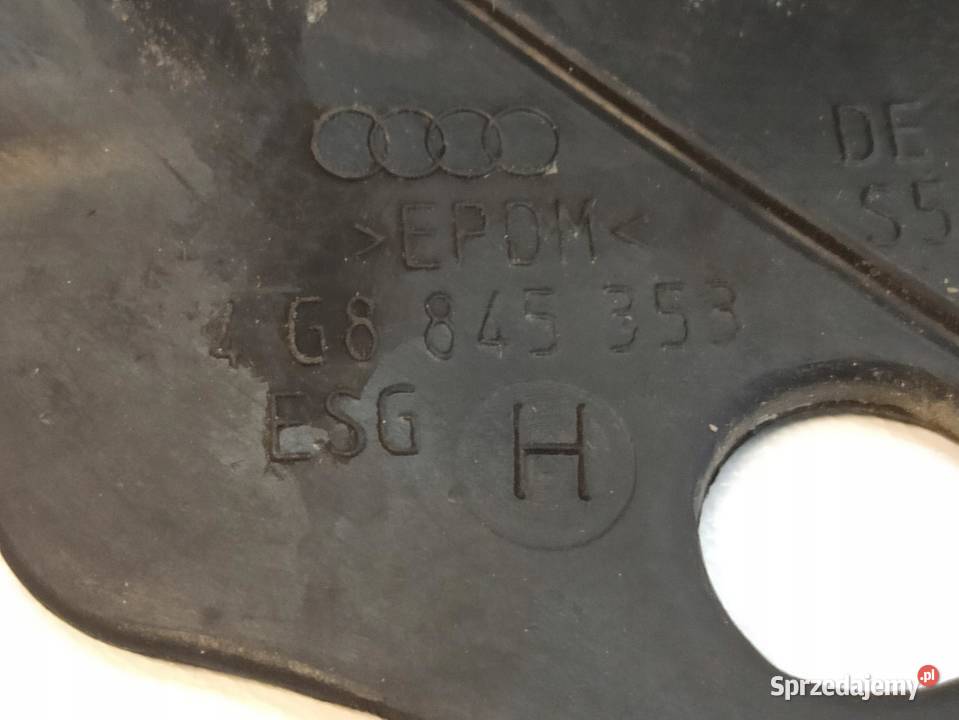 DE
S5
>EPDM<
4G8 845 353
ESG
H
Sprzedajemy.pl